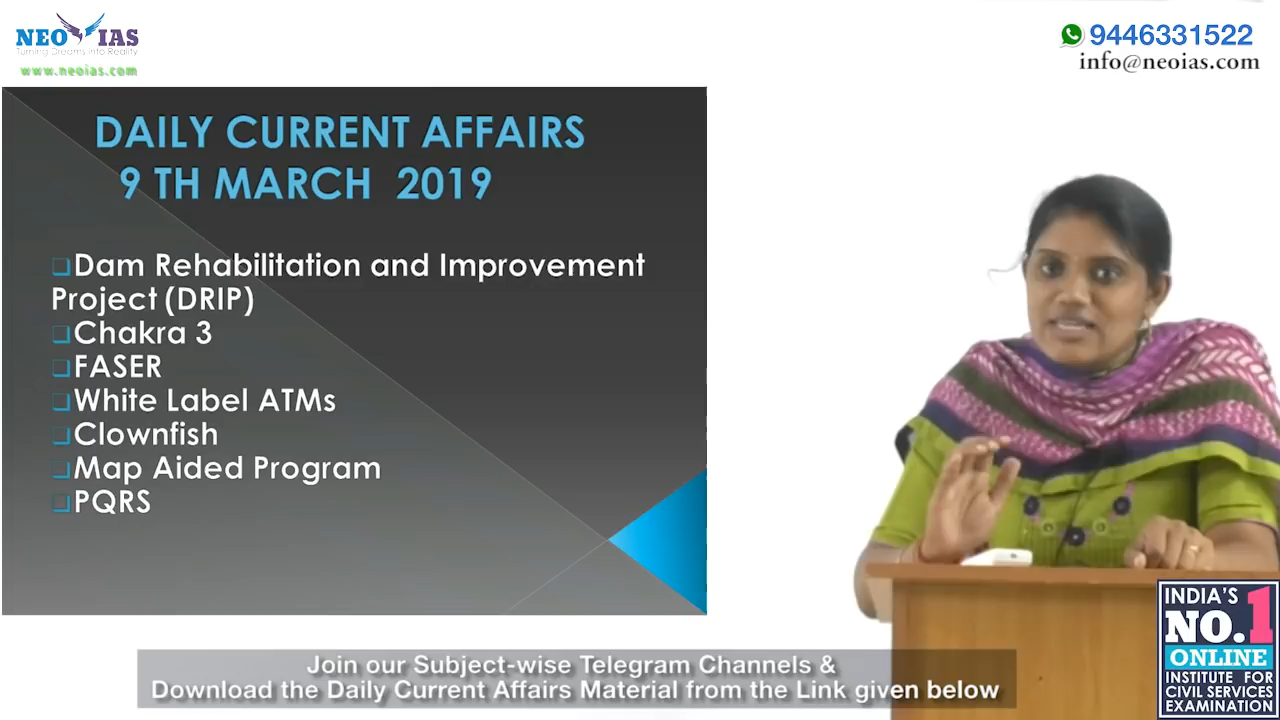 NEO IAS
Turning Dreams into Reality
www.neoias.com
9446331522
info@neoias.com
DAILY CURRENT AFFAIRS
9 TH MARCH 2019
Dam Rehabilitation and Improvement
Project (DRIP)
Chakra 3
FASER
White Label ATMs
Clownfish
Map Aided Program
PQRS
INDIA'S
NO.1
ONLINE
INSTITUTE FOR
CIVIL SERVICES
EXAMINATION
Join our Subject-wise Telegram Channels &
Download the Daily Current Affairs Material from the Link given below